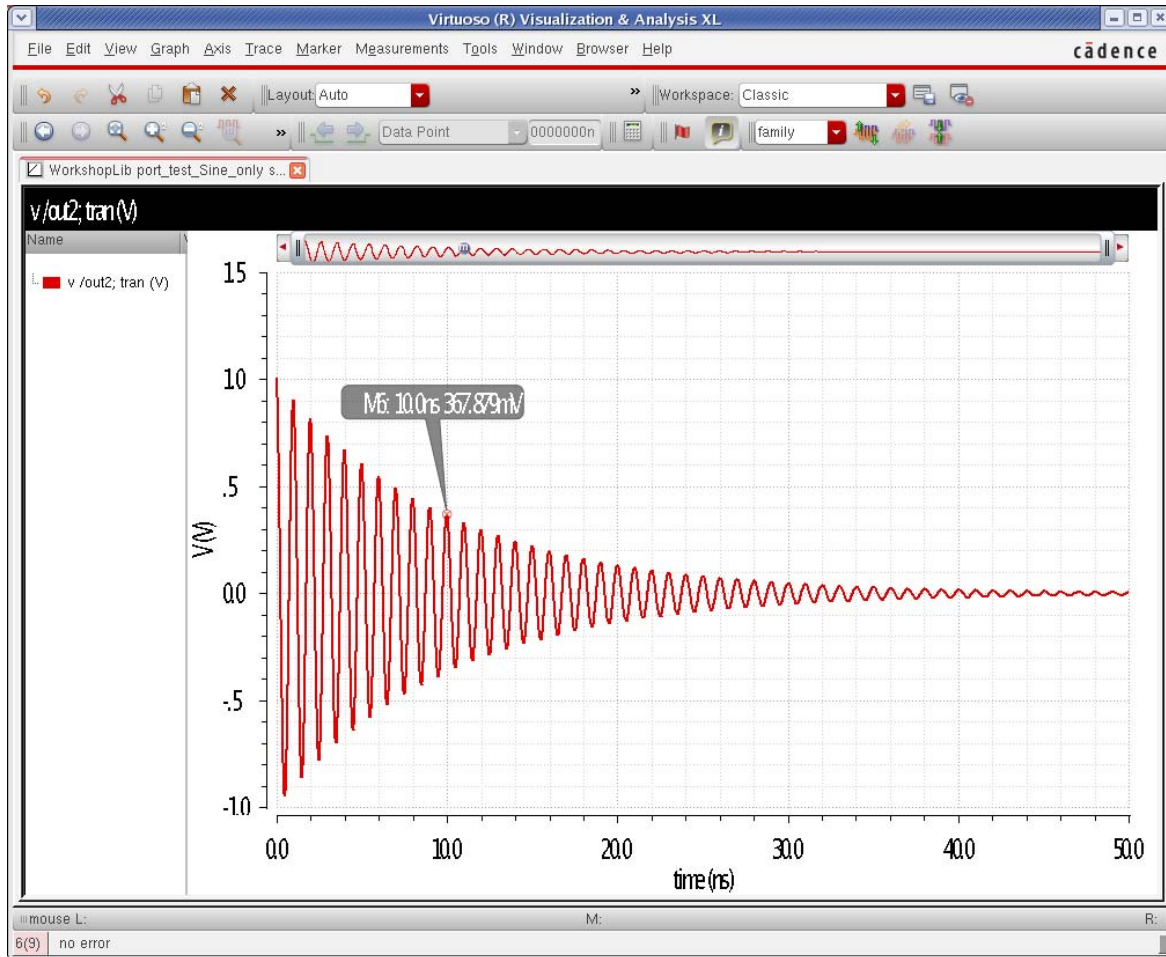 Virtuoso (R) Visualization & Analysis XL
File Edit View Graph Axis Trace Marker Measurements Tools Window Browser Help
cādence
Layout: Auto
» Workspace: Classic
» Data Point 0000000n family
WorkshopLib port_test_Sine_only s...
v /out2; tran (V)
Name V
v /out2; tran (V)
15
10
M5: 10.0ns 367.879mV
.5
V (V)
0.0
-.5
-1.0
0.0 10.0 20.0 30.0 40.0 50.0
time (ns)
mouse L: M: R:
6(9) no error